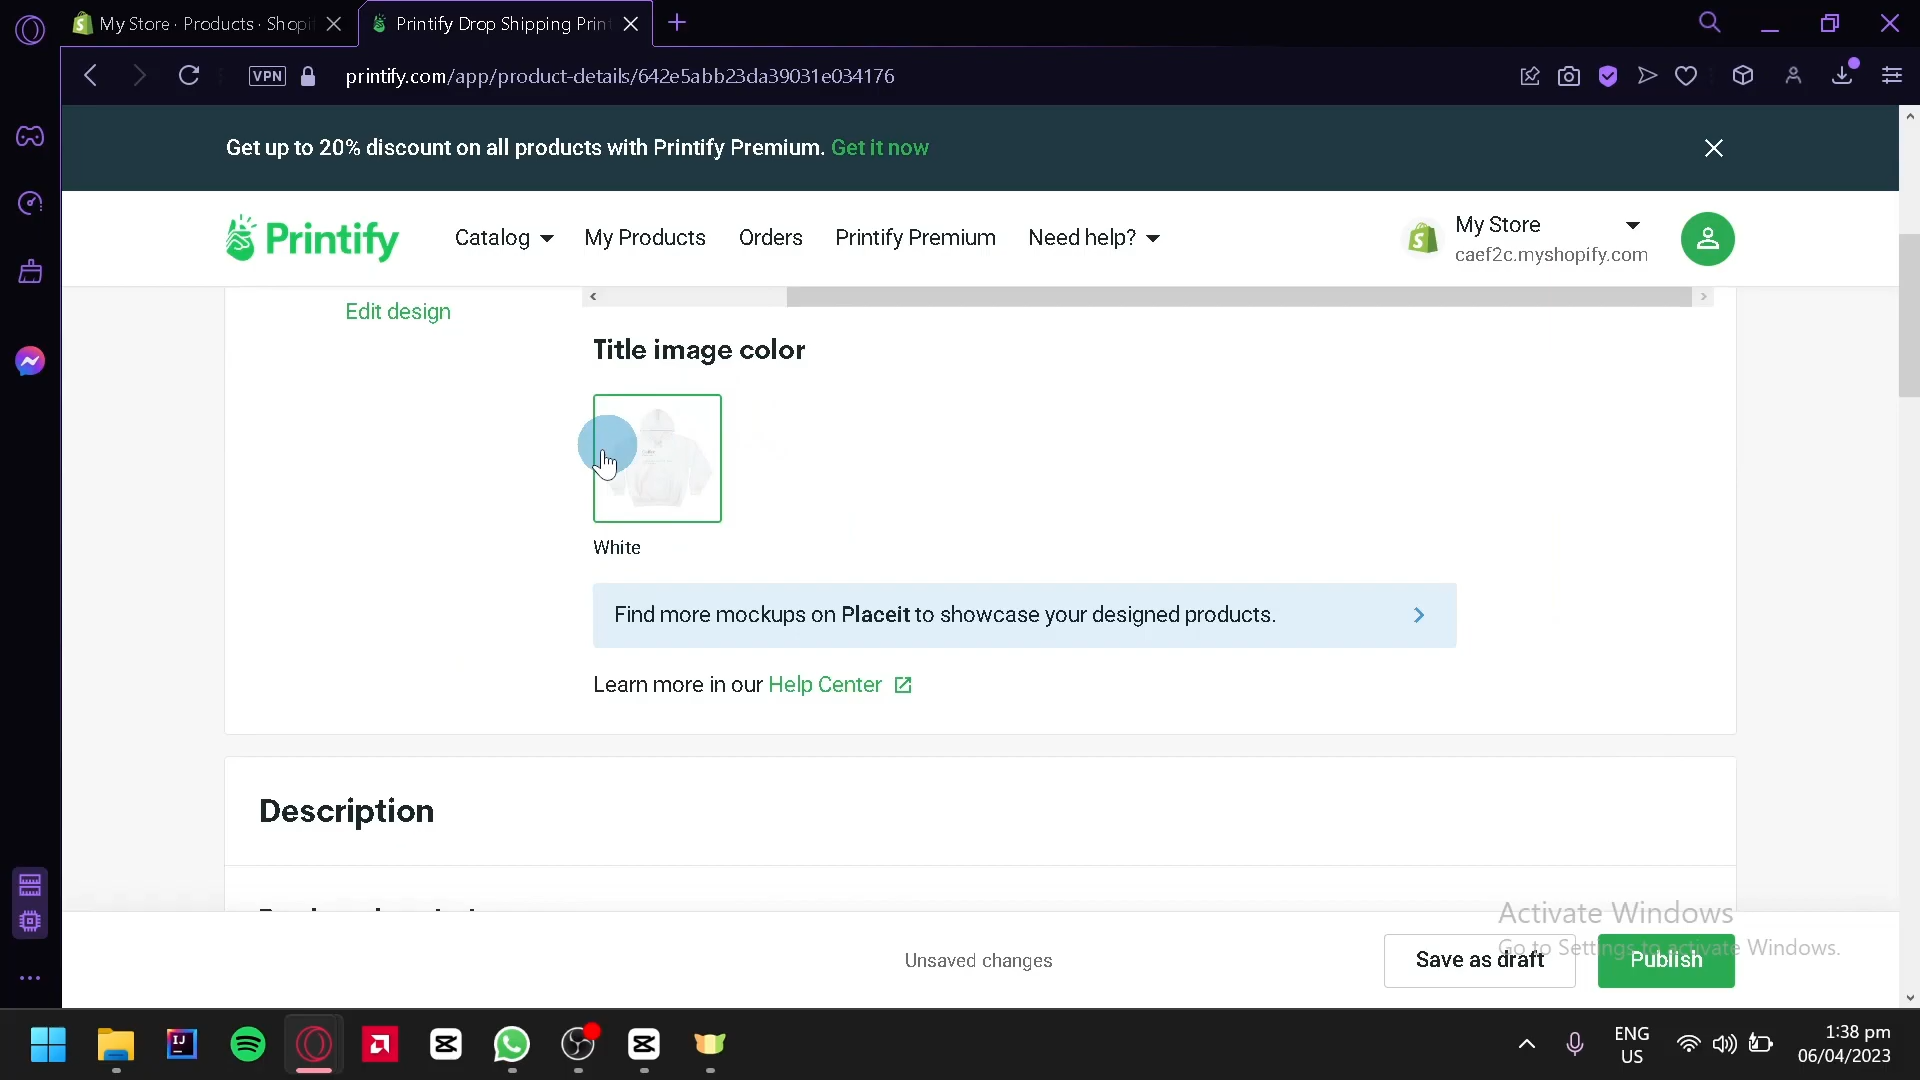 My Store · Products · Shopi
Printify Drop Shipping Prin
VPN
printify.com/app/product-details/642e5abb23da39031e034176
Get up to 20% discount on all products with Printify Premium. Get it now
Printify
Catalog
My Products
Orders
Printify Premium
Need help?
My Store
caef2c.myshopify.com
Edit design
Title image color
White
Find more mockups on Placeit to showcase your designed products.
Learn more in our Help Center
Description
Activate Windows
Go to Settings to activate Windows.
Unsaved changes
Save as draft
Publish
IJ
ENG
US
1:38 pm
06/04/2023